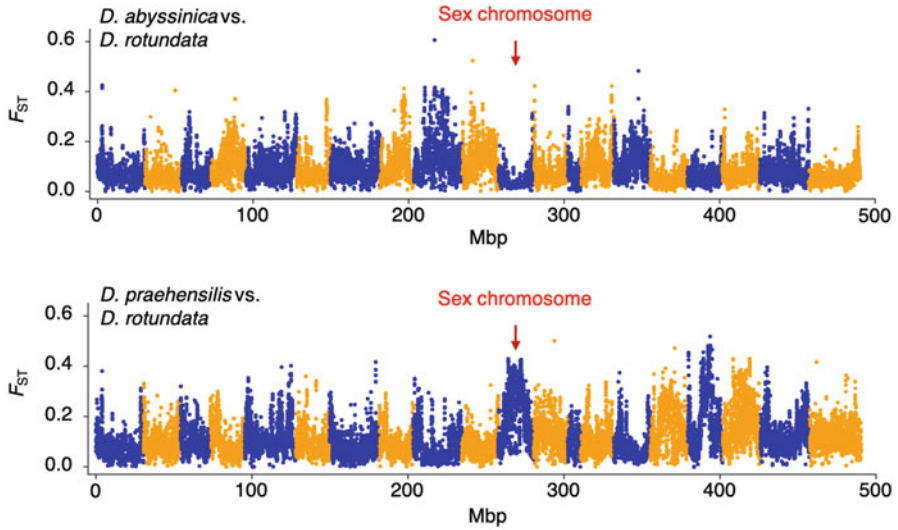 D. abyssinica vs.
D. rotundata
Sex chromosome
0.6
0.4
0.2
0.0
FST
0 100 200 300 400 500
Mbp
D. praehensilis vs.
D. rotundata
Sex chromosome
0.6
0.4
0.2
0.0
FST
0 100 200 300 400 500
Mbp